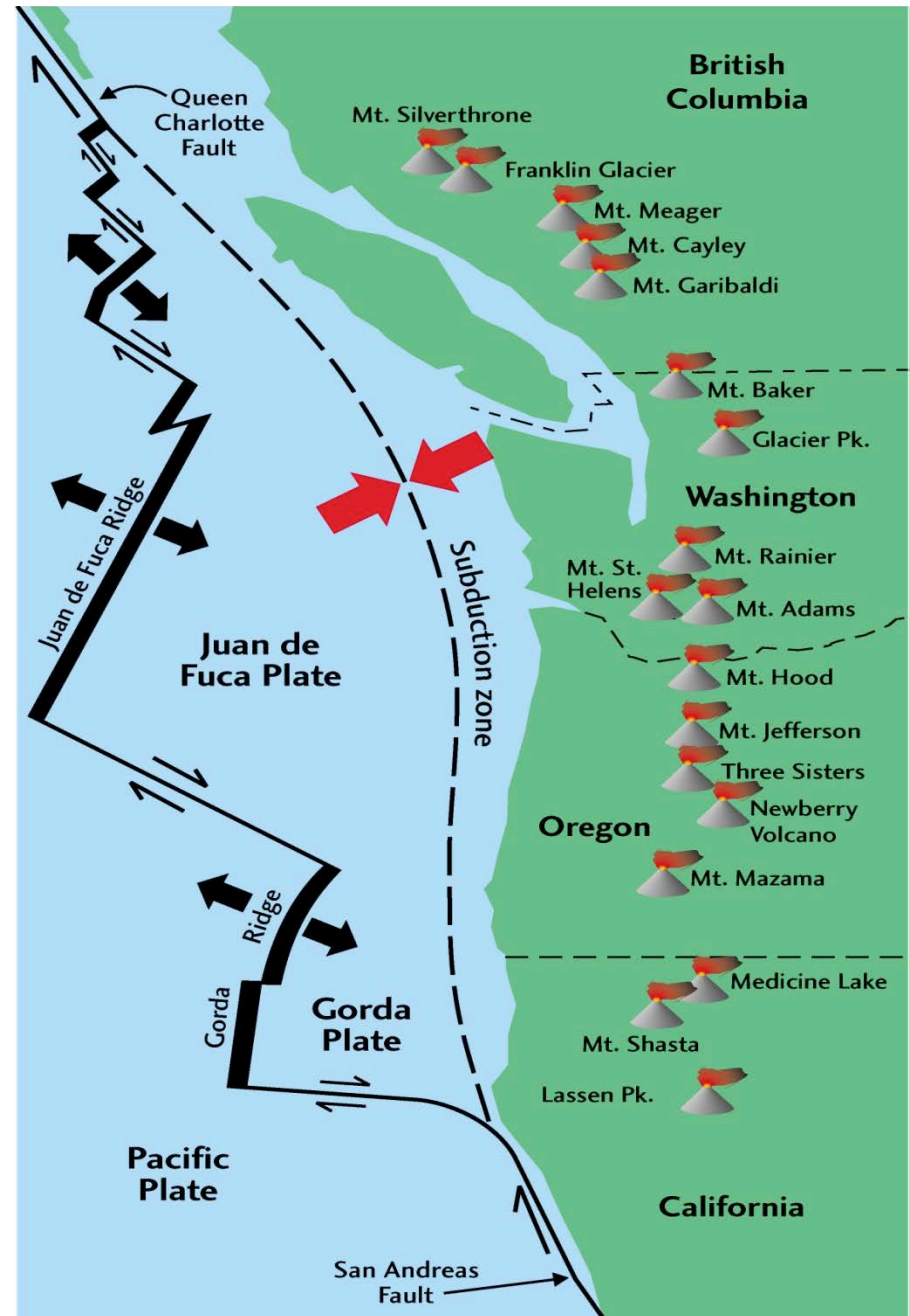 British
Columbia
Queen
Charlotte
Fault
Mt. Silverthrone
Franklin Glacier
Mt. Meager
Mt. Cayley
Mt. Garibaldi
Mt. Baker
Glacier Pk.
Washington
Mt. Rainier
Mt. St.
Helens
Mt. Adams
Juan de Fuca Ridge
Subduction zone
Juan de
Fuca Plate
Mt. Hood
Mt. Jefferson
Three Sisters
Newberry
Volcano
Oregon
Mt. Mazama
Ridge
Gorda
Gorda
Plate
Medicine Lake
Mt. Shasta
Lassen Pk.
Pacific
Plate
California
San Andreas
Fault